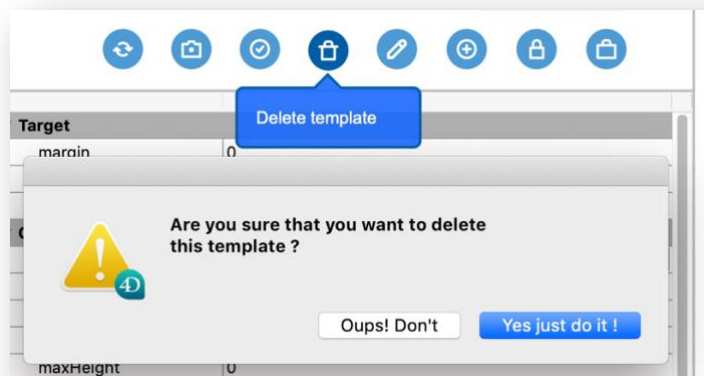 Delete template
Target
margin 0
Are you sure that you want to delete
this template ?
4D
Oups! Don't Yes just do it !
maxHeight 0